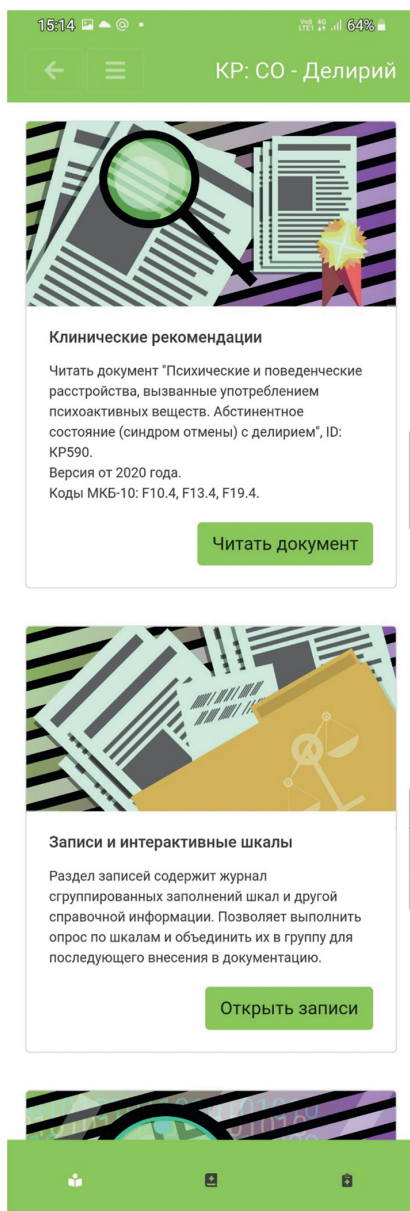 15:14
Vo)) 4G
LTE1
64%
КР: СО - Делирий
Клинические рекомендации
Читать документ "Психические и поведенческие
расстройства, вызванные употреблением
психоактивных веществ. Абстинентное
состояние (синдром отмены) с делирием", ID:
КР590.
Версия от 2020 года.
Коды МКБ-10: F10.4, F13.4, F19.4.
Читать документ
Записи и интерактивные шкалы
Раздел записей содержит журнал
сгруппированных заполнений шкал и другой
справочной информации. Позволяет выполнить
опрос по шкалам и объединить их в группу для
последующего внесения в документацию.
Открыть записи